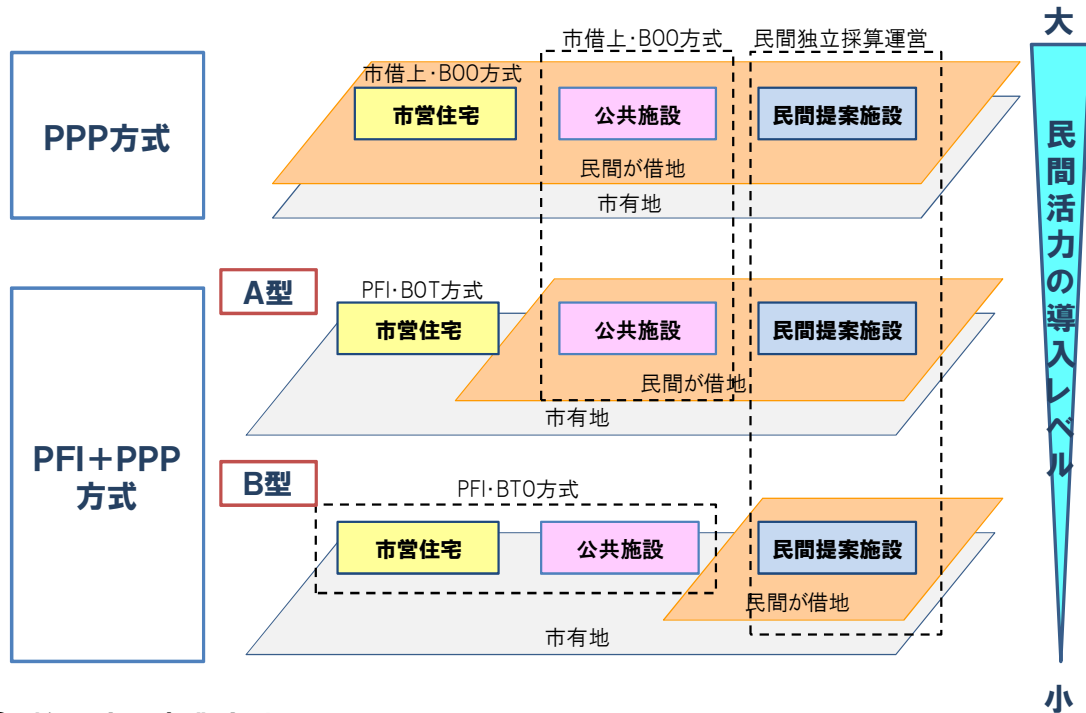 大
市借上・BOO方式
民間独立採算運営
市借上・BOO方式
PPP方式
市営住宅
公共施設
民間提案施設
民間が借地
市有地
民間活力の導入レベル
A型
PFI・BOT方式
市営住宅
公共施設
民間提案施設
民間が借地
市有地
PFI＋PPP
方式
B型
PFI・BTO方式
市営住宅
公共施設
民間提案施設
民間が借地
市有地
小